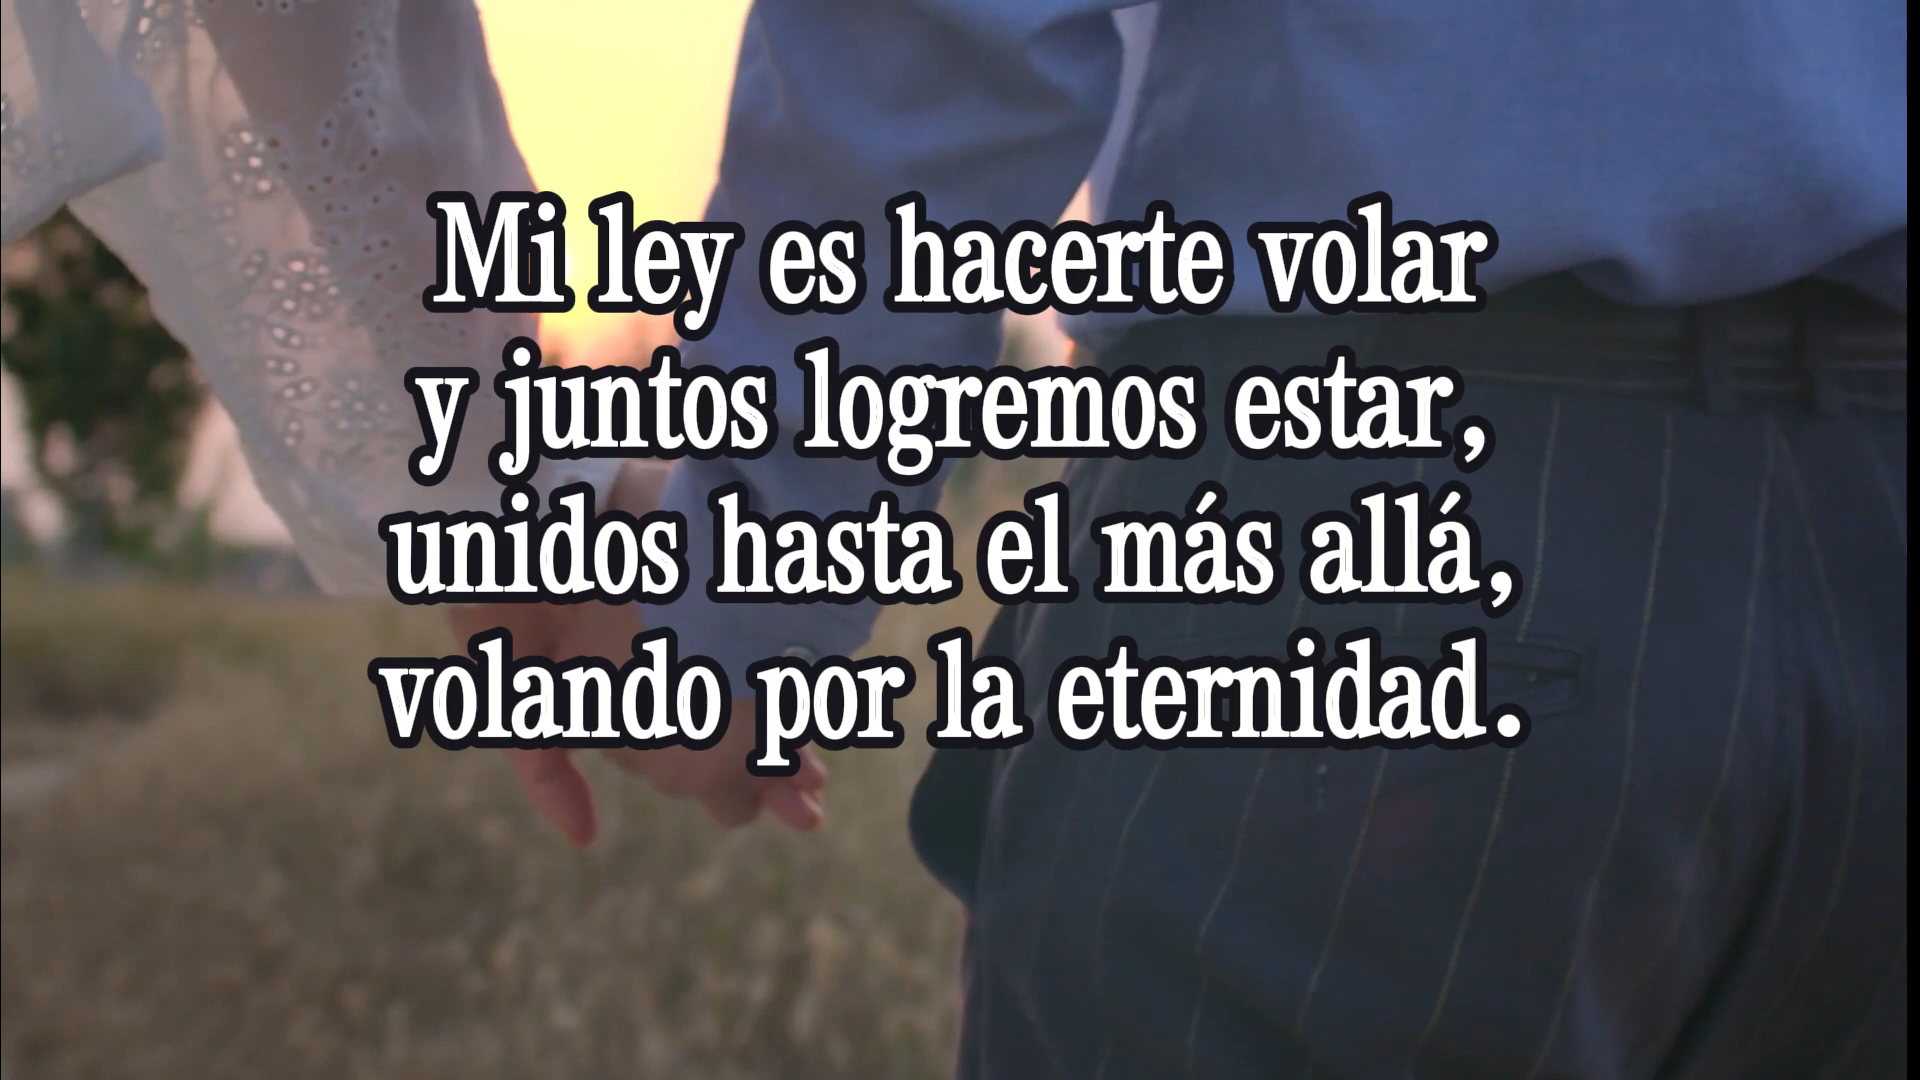 Mi ley es hacerte volar
y juntos logremos estar,
unidos hasta el más allá,
volando por la eternidad.